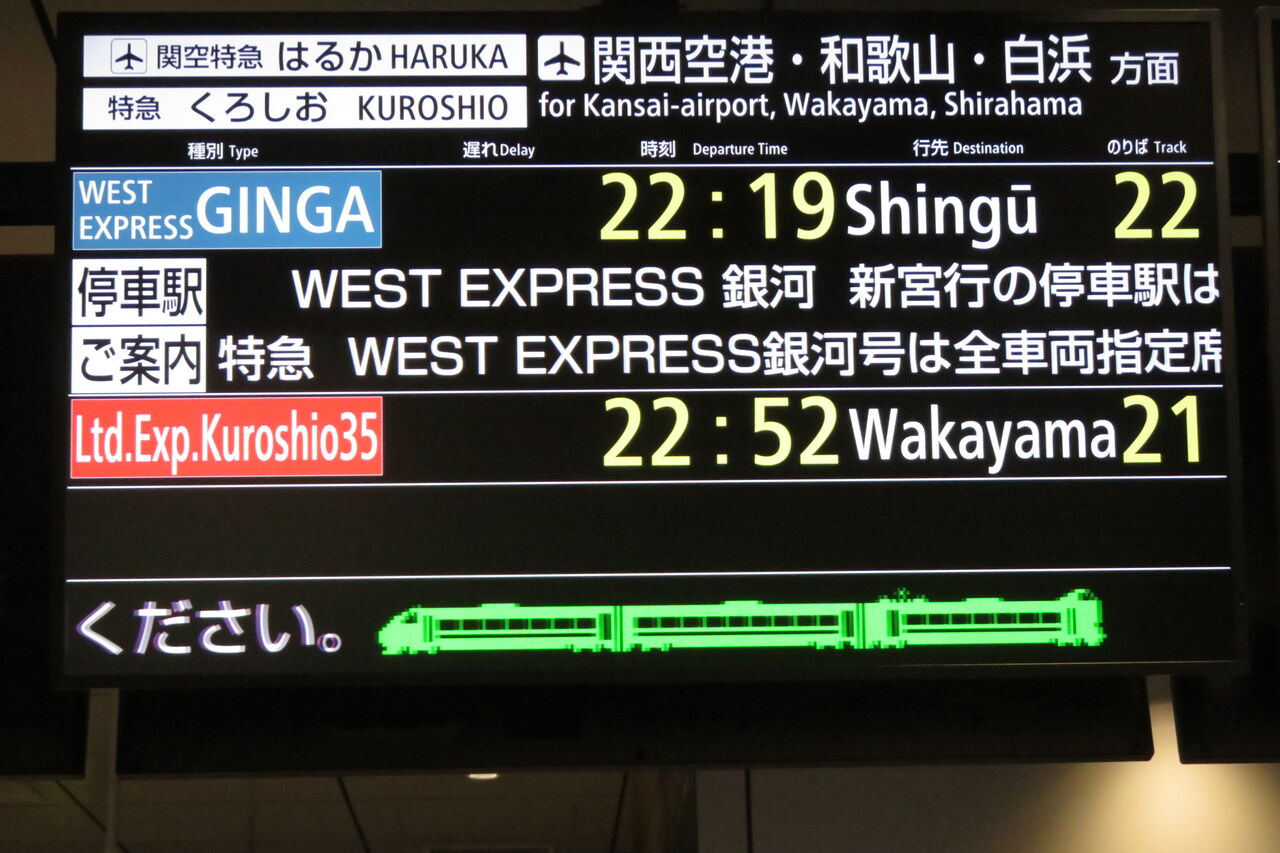 関空特急 はるか HARUKA
特急 くろしお KUROSHIO
関西空港・和歌山・白浜 方面
for Kansai-airport, Wakayama, Shirahama
種別 Type 遅れ Delay 時刻 Departure Time 行先 Destination のりば Track
WEST EXPRESS GINGA 22:19 Shingū 22
停車駅 WEST EXPRESS 銀河 新宮行の停車駅は
ご案内 特急 WEST EXPRESS銀河号は全車両指定席
Ltd.Exp.Kuroshio35 22:52 Wakayama 21
ください。